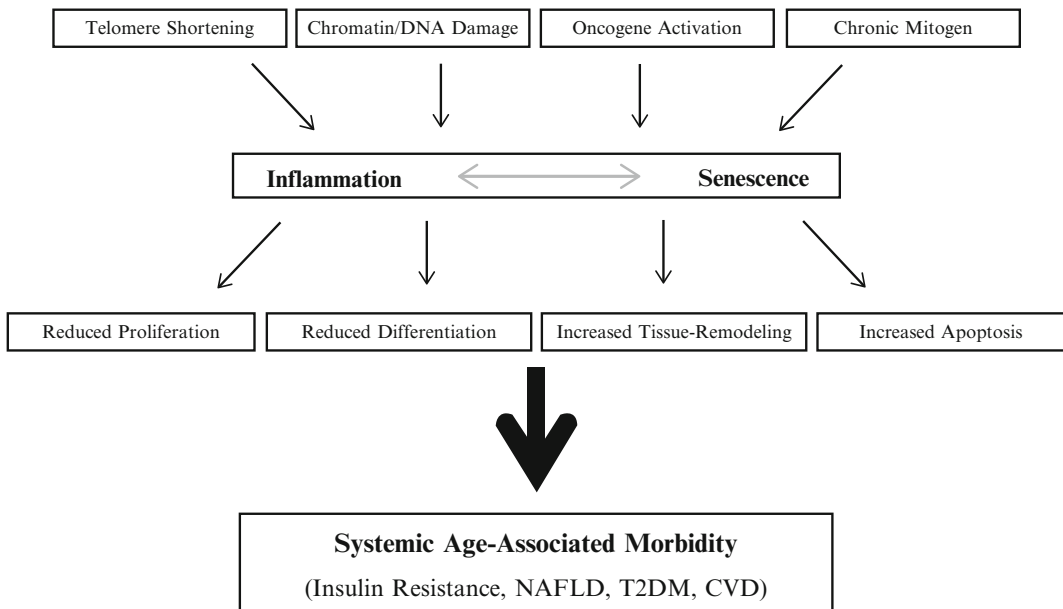 Telomere Shortening
Chromatin/DNA Damage
Oncogene Activation
Chronic Mitogen
Inflammation
Senescence
Reduced Proliferation
Reduced Differentiation
Increased Tissue-Remodeling
Increased Apoptosis
Systemic Age-Associated Morbidity
(Insulin Resistance, NAFLD, T2DM, CVD)